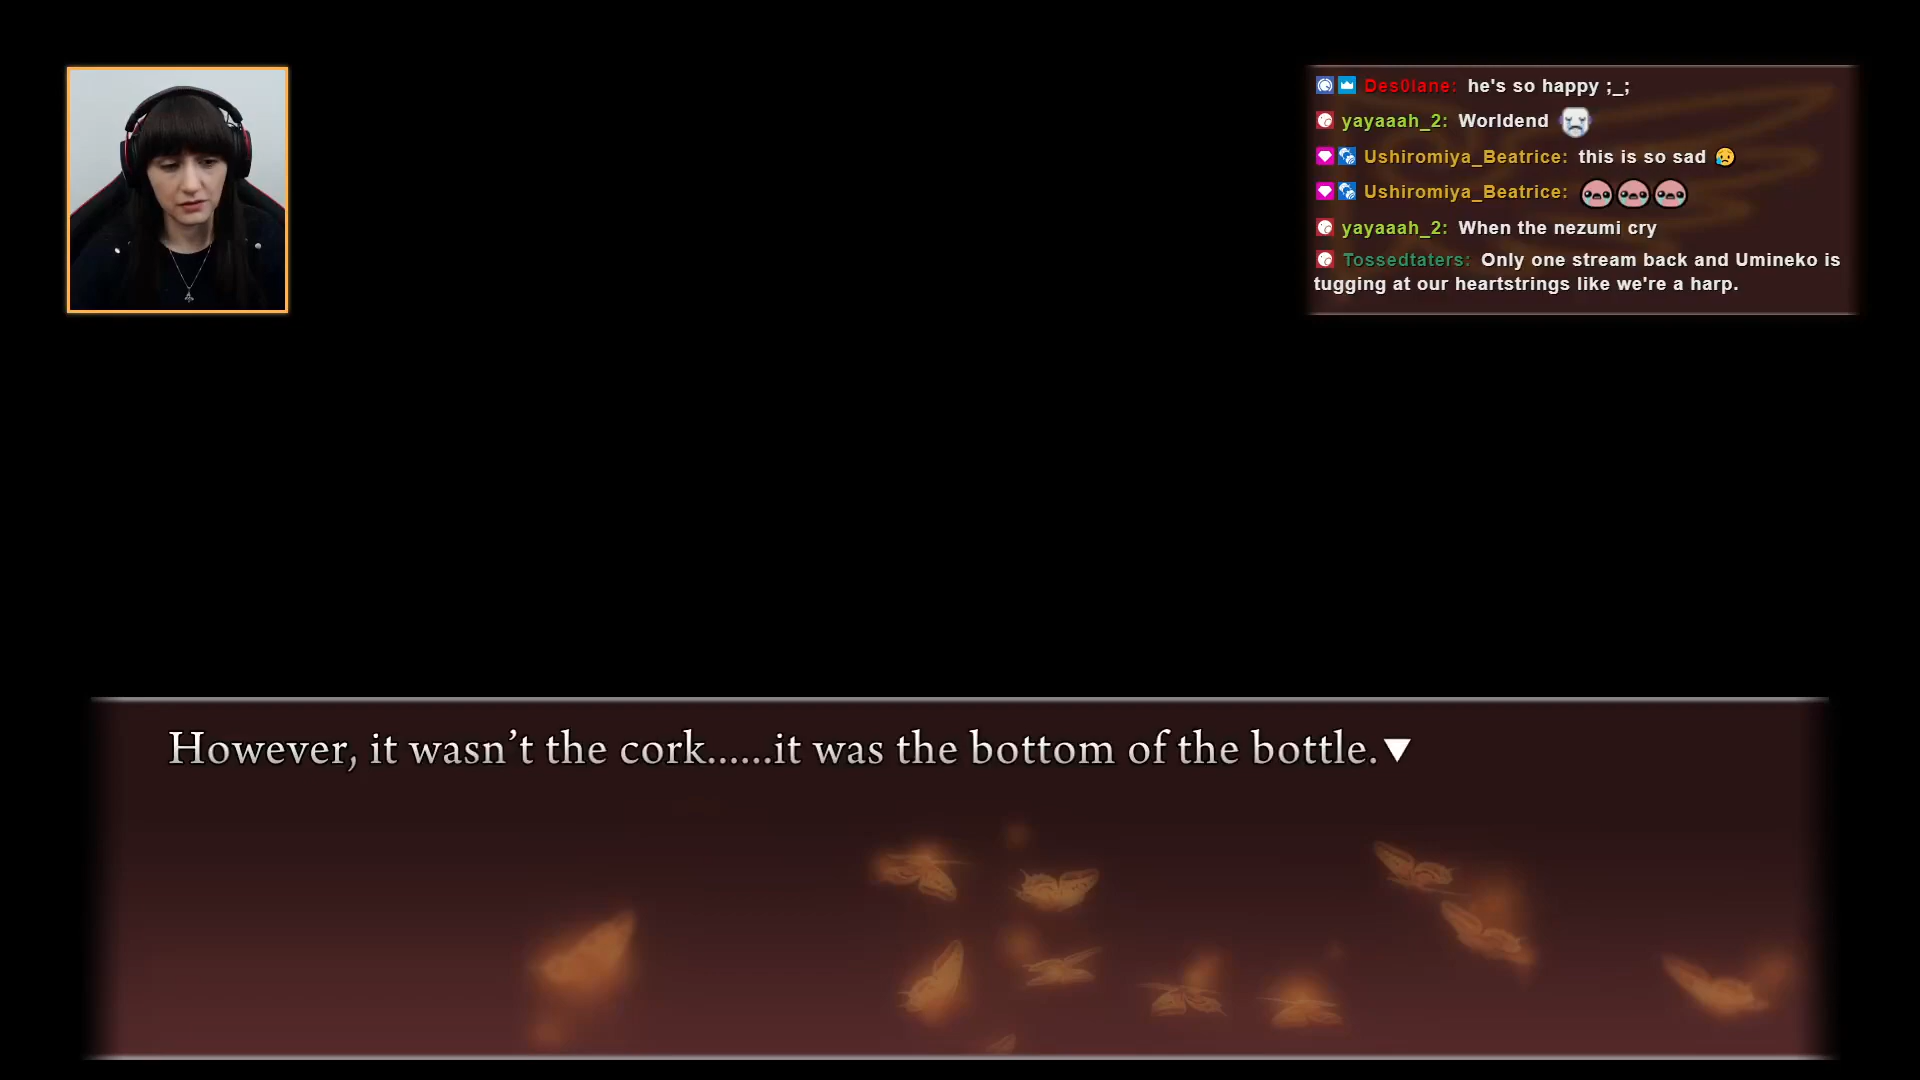 Des0lane: he's so happy ;_;
yayaaah_2: Worldend
Ushiromiya_Beatrice: this is so sad 😥
Ushiromiya_Beatrice:
yayaaah_2: When the nezumi cry
Tossedtaters: Only one stream back and Umineko is
tugging at our heartstrings like we're a harp.
However, it wasn't the cork......it was the bottom of the bottle.▼